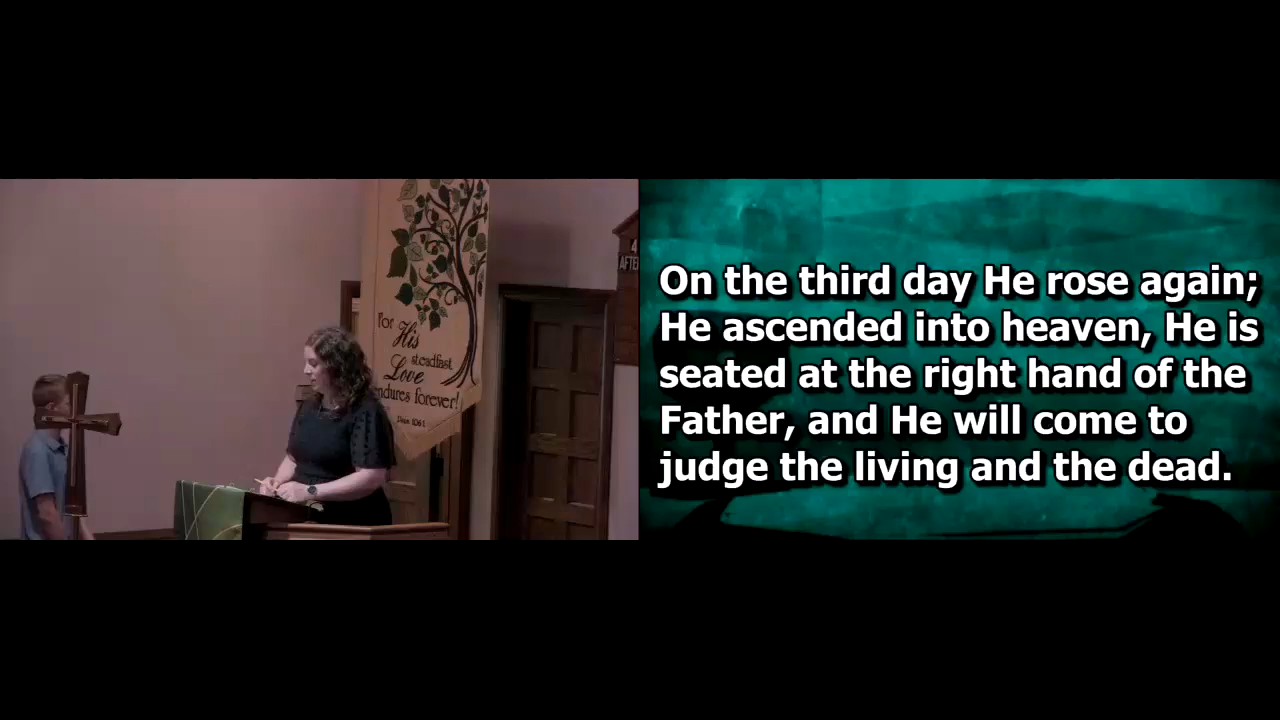 For
His
steadfast
Love
endures forever!
4
AFTE
On the third day He rose again;
He ascended into heaven, He is
seated at the right hand of the
Father, and He will come to
judge the living and the dead.